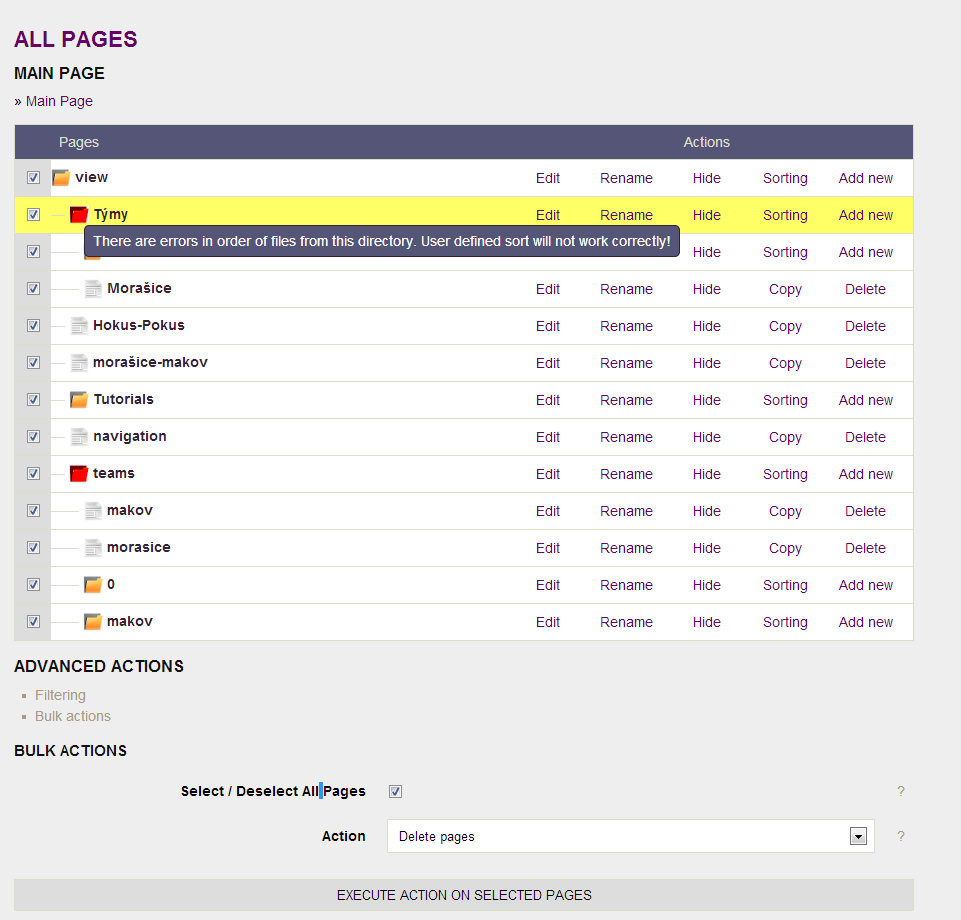 ALL PAGES
MAIN PAGE
» Main Page
Pages Actions
view Edit Rename Hide Sorting Add new
Týmy Edit Rename Hide Sorting Add new
There are errors in order of files from this directory. User defined sort will not work correctly!
Hide Sorting Add new
Morašice Edit Rename Hide Copy Delete
Hokus-Pokus Edit Rename Hide Copy Delete
morašice-makov Edit Rename Hide Copy Delete
Tutorials Edit Rename Hide Sorting Add new
navigation Edit Rename Hide Copy Delete
teams Edit Rename Hide Sorting Add new
makov Edit Rename Hide Copy Delete
morasice Edit Rename Hide Copy Delete
0 Edit Rename Hide Sorting Add new
makov Edit Rename Hide Sorting Add new
ADVANCED ACTIONS
Filtering
Bulk actions
BULK ACTIONS
Select / Deselect All Pages ?
Action Delete pages ?
EXECUTE ACTION ON SELECTED PAGES